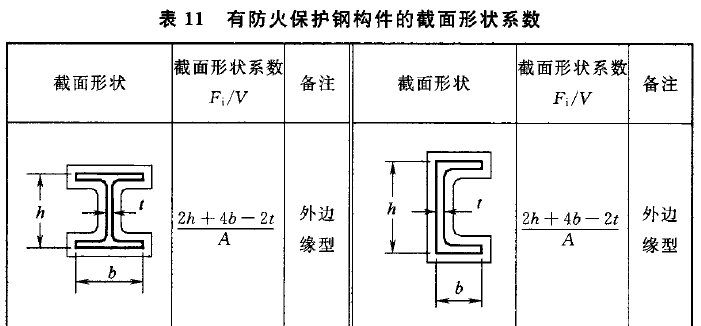 表 11 有防火保护钢构件的截面形状系数
截面形状 截面形状系数 Fi/V 备注 截面形状 截面形状系数 Fi/V 备注
h t b
2h+4b-2t
A
外边
缘型
h t b
2h+4b-2t
A
外边
缘型